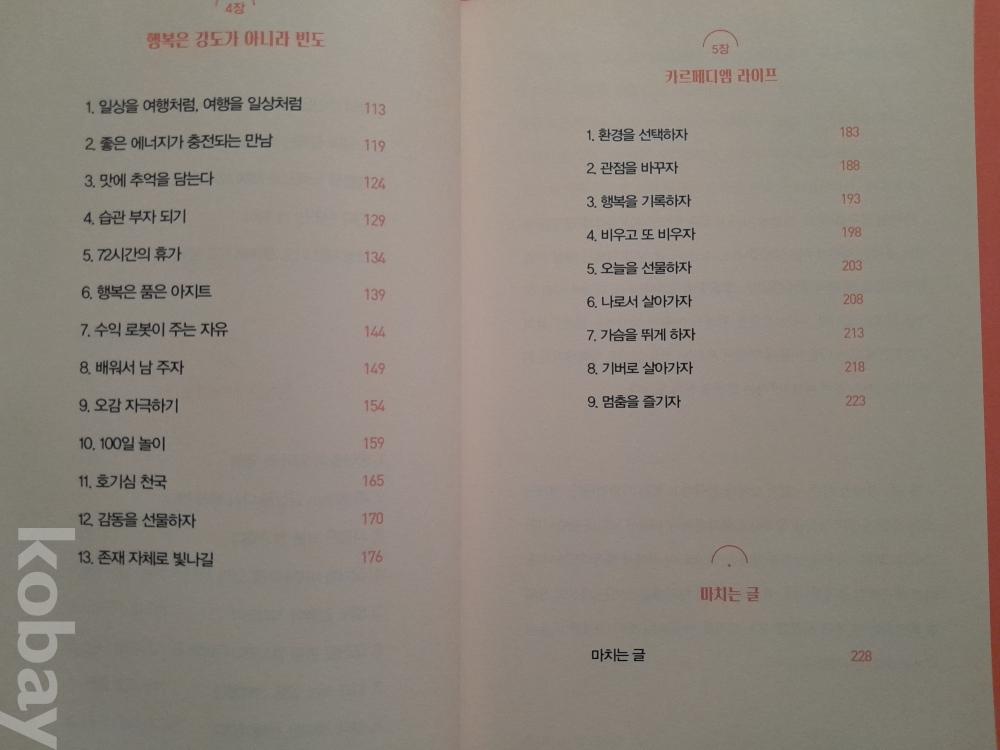 4장
행복은 강도가 아니라 빈도
1. 일상을 여행처럼, 여행을 일상처럼 113
2. 좋은 에너지가 충전되는 만남 119
3. 맛에 추억을 담는다 124
4. 습관 부자 되기 129
5. 72시간의 휴가 134
6. 행복은 품은 아지트 139
7. 수익 로봇이 주는 자유 144
8. 배워서 남 주자 149
9. 오감 자극하기 154
10. 100일 놀이 159
11. 호기심 천국 165
12. 감동을 선물하자 170
13. 존재 자체로 빛나길 176
5장
카르페디엠 라이프
1. 환경을 선택하자 183
2. 관점을 바꾸자 188
3. 행복을 기록하자 193
4. 비우고 또 비우자 198
5. 오늘을 선물하자 203
6. 나로서 살아가자 208
7. 가슴을 뛰게 하자 213
8. 기버로 살아가자 218
9. 멈춤을 즐기자 223
마치는 글
마치는 글 228
kobay